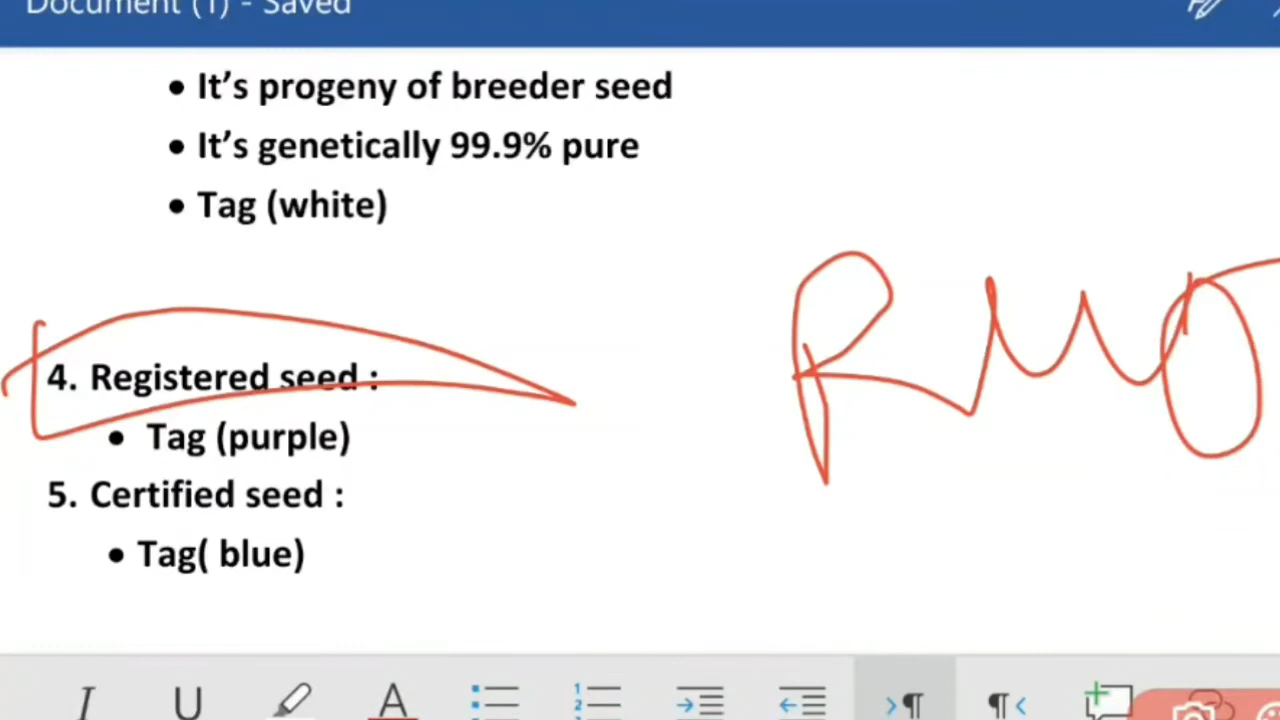 Document (1) - Saved
• It's progeny of breeder seed
• It's genetically 99.9% pure
• Tag (white)
4. Registered seed :
• Tag (purple)
5. Certified seed :
• Tag( blue)
I U A